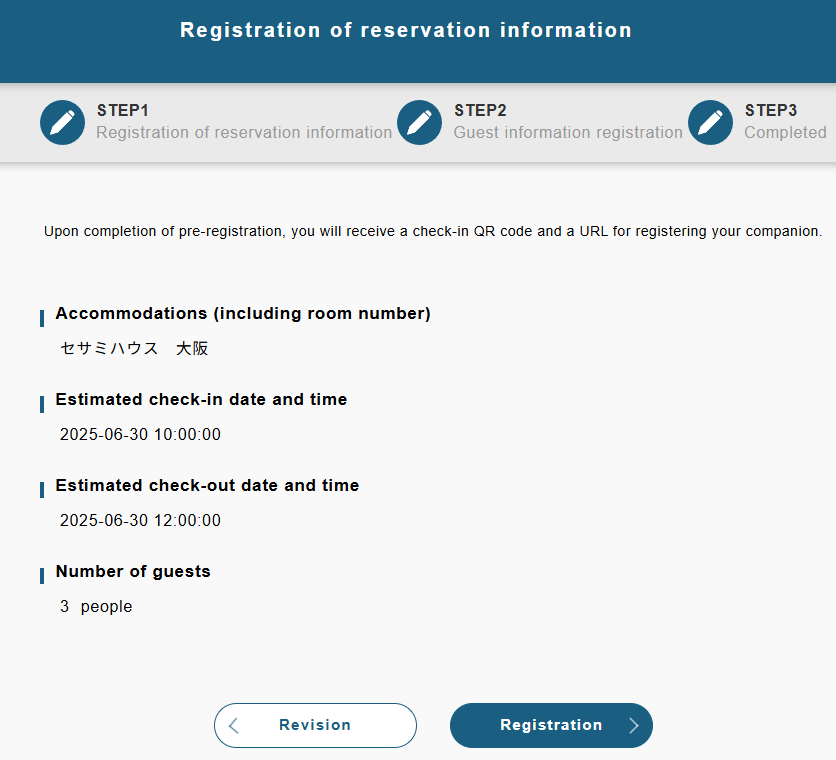 Registration of reservation information
STEP1
Registration of reservation information
STEP2
Guest information registration
STEP3
Completed
Upon completion of pre-registration, you will receive a check-in QR code and a URL for registering your companion.
Accommodations (including room number)
セサミハウス　大阪
Estimated check-in date and time
2025-06-30 10:00:00
Estimated check-out date and time
2025-06-30 12:00:00
Number of guests
3 people
Revision
Registration